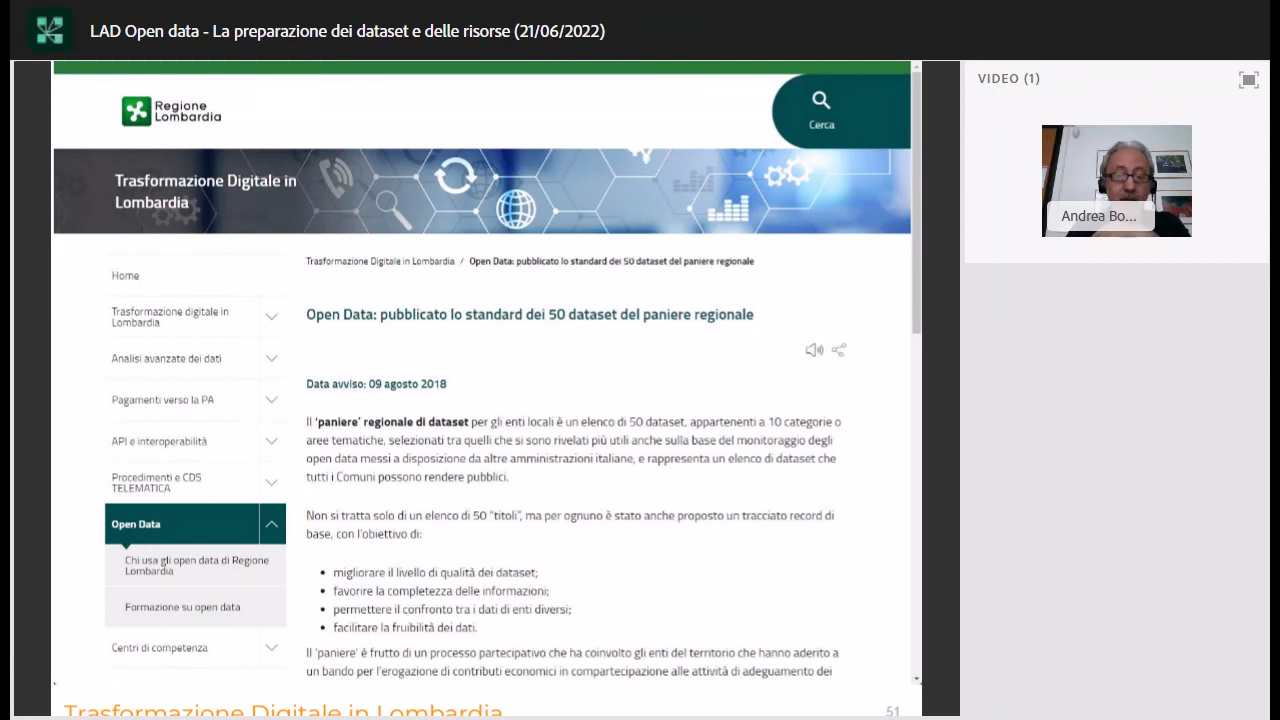 LAD Open data - La preparazione dei dataset e delle risorse (21/06/2022)
VIDEO (1)
Andrea Bo...
Regione
Lombardia
Cerca
Trasformazione Digitale in
Lombardia
Home
Trasformazione digitale in
Lombardia
Analisi avanzate dei dati
Pagamenti verso la PA
API e interoperabilità
Procedimenti e CDS
TELEMATICA
Open Data
Chi usa gli open data di Regione
Lombardia
Formazione su open data
Centri di competenza
Trasformazione Digitale in Lombardia / Open Data: pubblicato lo standard dei 50 dataset del paniere regionale
Open Data: pubblicato lo standard dei 50 dataset del paniere regionale
Data avviso: 09 agosto 2018
Il 'paniere' regionale di dataset per gli enti locali è un elenco di 50 dataset, appartenenti a 10 categorie o
aree tematiche, selezionati tra quelli che si sono rivelati più utili anche sulla base del monitoraggio degli
open data messi a disposizione da altre amministrazioni italiane, e rappresenta un elenco di dataset che
tutti i Comuni possono rendere pubblici.
Non si tratta solo di un elenco di 50 "titoli", ma per ognuno è stato anche proposto un tracciato record di
base, con l'obiettivo di:
• migliorare il livello di qualità dei dataset;
• favorire la completezza delle informazioni;
• permettere il confronto tra i dati di enti diversi;
• facilitare la fruibilità dei dati.
Il 'paniere' è frutto di un processo partecipativo che ha coinvolto gli enti del territorio che hanno aderito a
un bando per l'erogazione di contributi economici in compartecipazione alle attività di adeguamento dei
Trasformazione Digitale in Lombardia
51